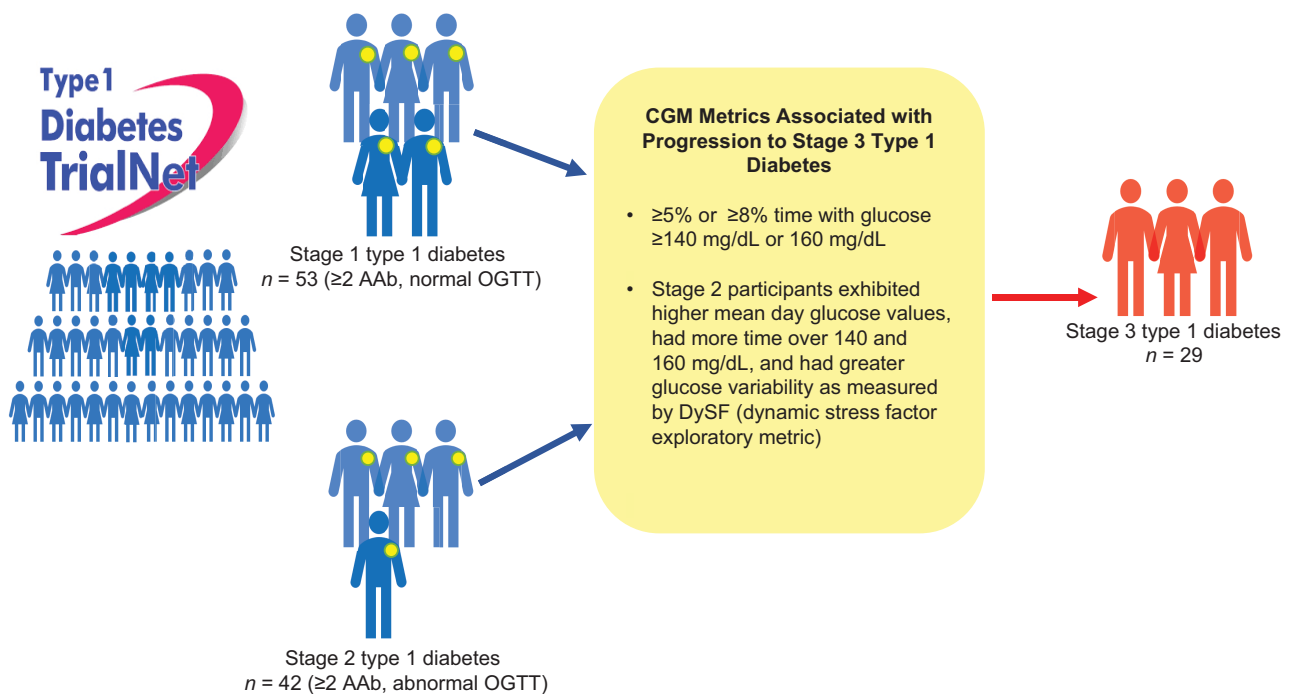 Type 1
Diabetes
TrialNet
Stage 1 type 1 diabetes
n = 53 (≥2 AAb, normal OGTT)
Stage 2 type 1 diabetes
n = 42 (≥2 AAb, abnormal OGTT)
CGM Metrics Associated with
Progression to Stage 3 Type 1
Diabetes
• ≥5% or ≥8% time with glucose
≥140 mg/dL or 160 mg/dL
• Stage 2 participants exhibited
higher mean day glucose values,
had more time over 140 and
160 mg/dL, and had greater
glucose variability as measured
by DySF (dynamic stress factor
exploratory metric)
Stage 3 type 1 diabetes
n = 29